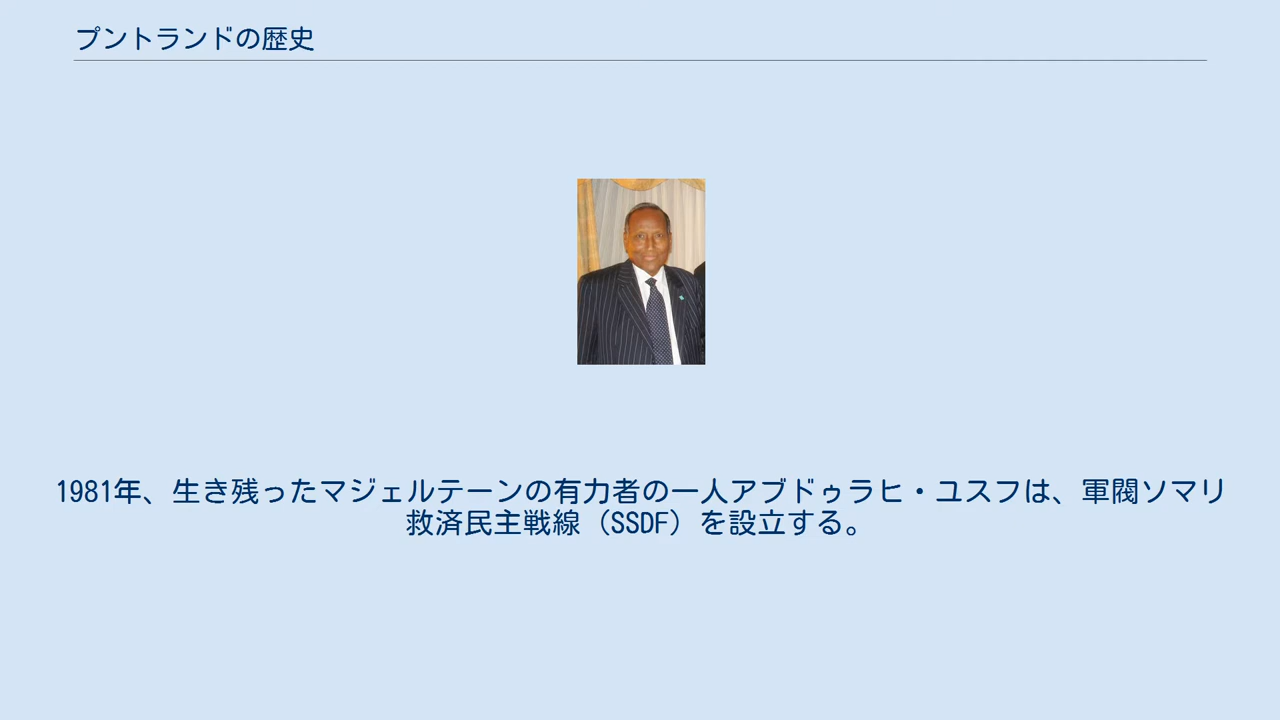 プントランドの歴史
1981年、生き残ったマジェルテーンの有力者の一人アブドゥラヒ・ユスフは、軍閥ソマリ
救済民主戦線（SSDF）を設立する。